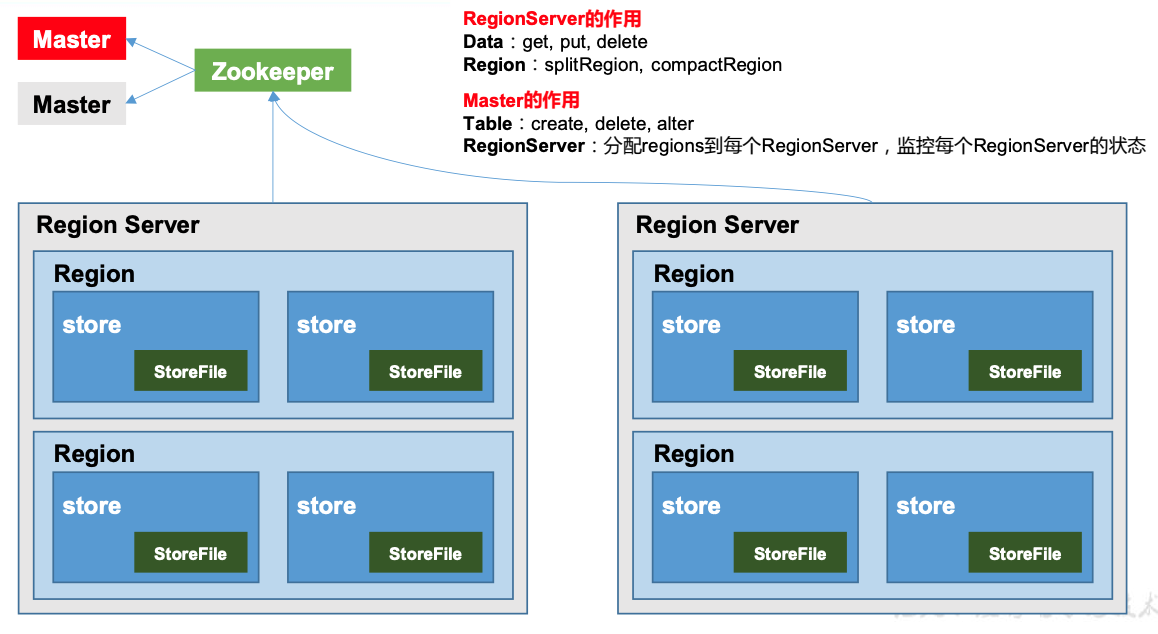 Master
Master
Zookeeper
RegionServer的作用
Data：get, put, delete
Region：splitRegion, compactRegion
Master的作用
Table：create, delete, alter
RegionServer：分配regions到每个RegionServer，监控每个RegionServer的状态
Region Server
Region
store
StoreFile
store
StoreFile
Region
store
StoreFile
store
StoreFile
Region Server
Region
store
StoreFile
store
StoreFile
Region
store
StoreFile
store
StoreFile